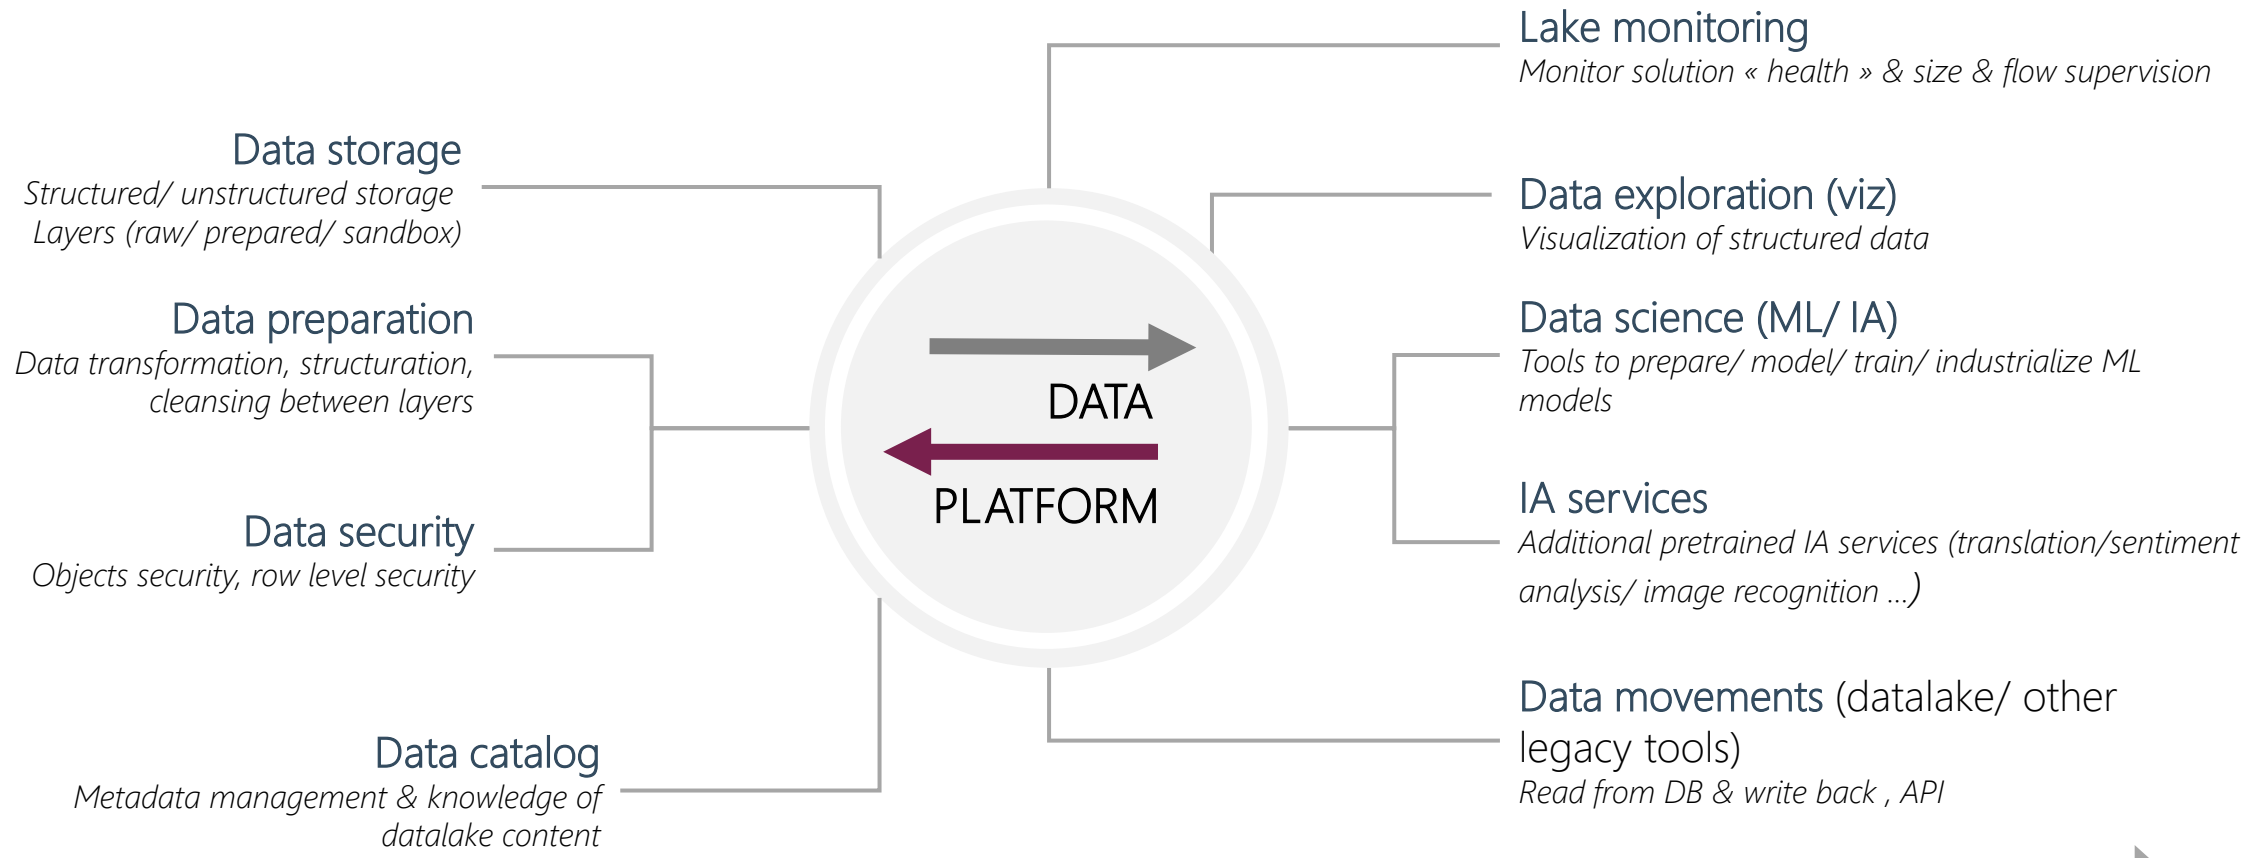 Data storage
Structured/ unstructured storage
Layers (raw/ prepared/ sandbox)
Data preparation
Data transformation, structuration,
cleansing between layers
Data security
Objects security, row level security
Data catalog
Metadata management & knowledge of
datalake content
DATA
PLATFORM
Lake monitoring
Monitor solution « health » & size & flow supervision
Data exploration (viz)
Visualization of structured data
Data science (ML/ IA)
Tools to prepare/ model/ train/ industrialize ML
models
IA services
Additional pretrained IA services (translation/sentiment
analysis/ image recognition ...)
Data movements (datalake/ other
legacy tools)
Read from DB & write back , API